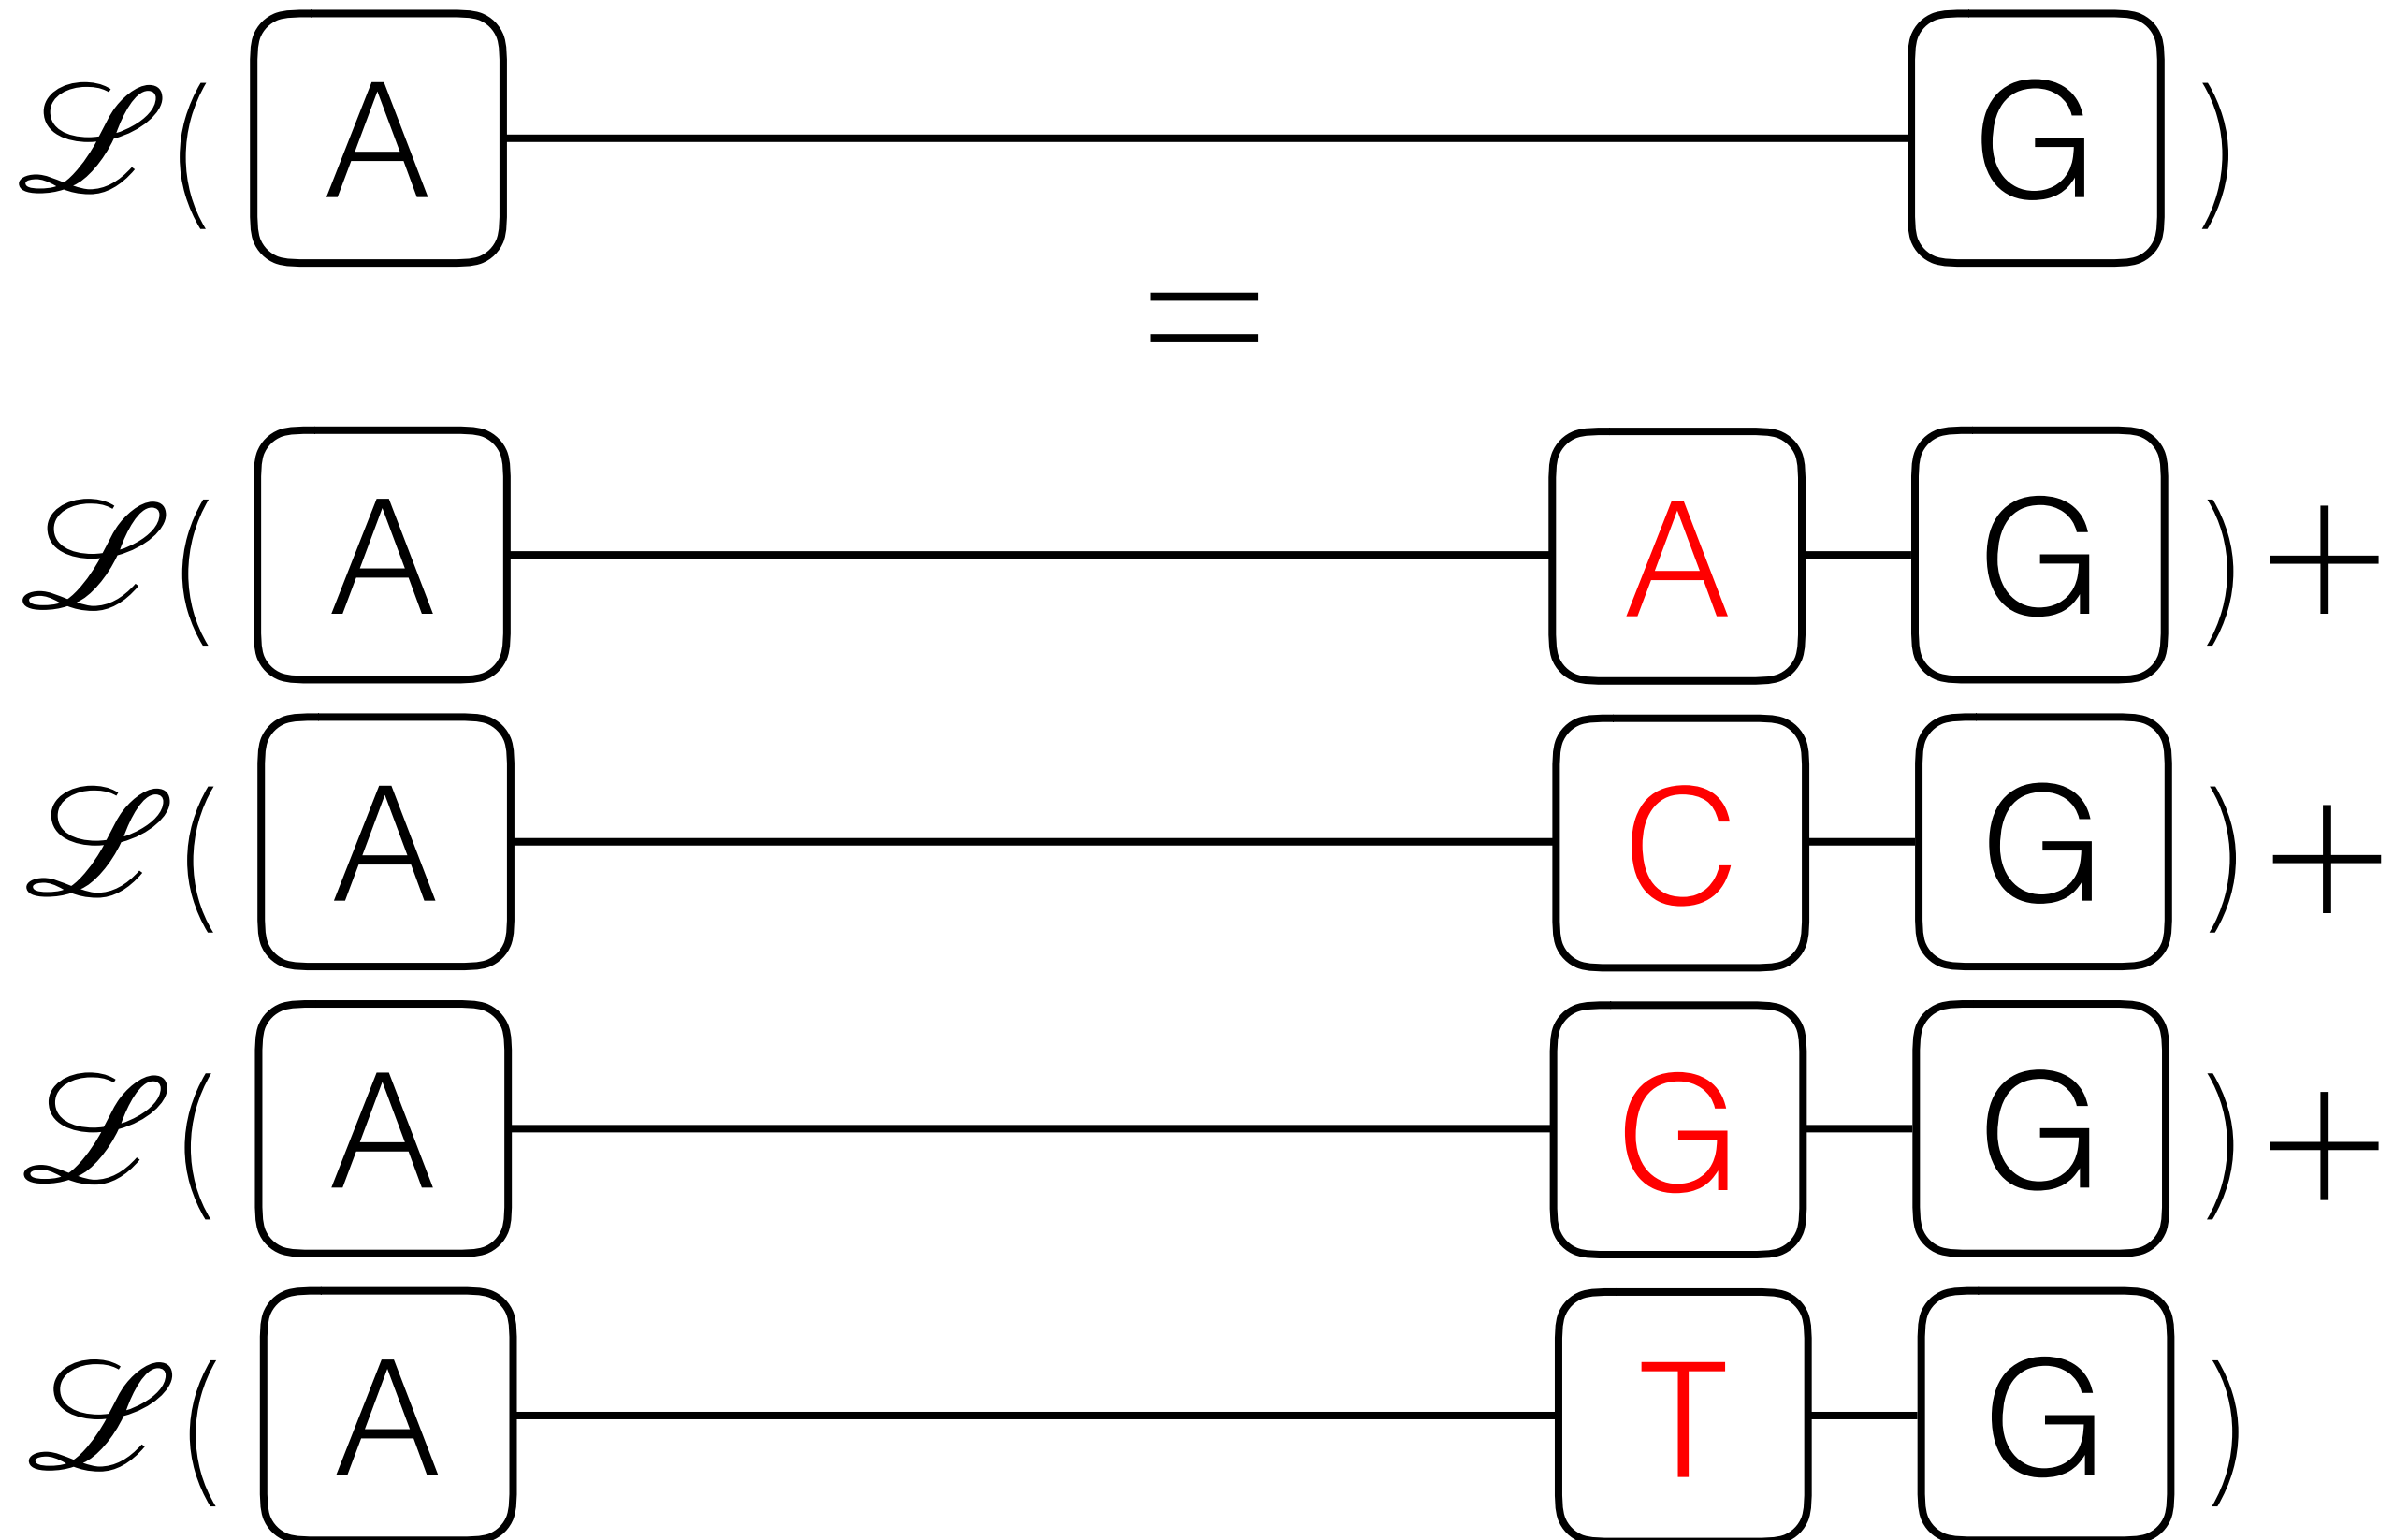 ℒ( A G )
=
ℒ( A A G ) +
ℒ( A C G ) +
ℒ( A G G ) +
ℒ( A T G )